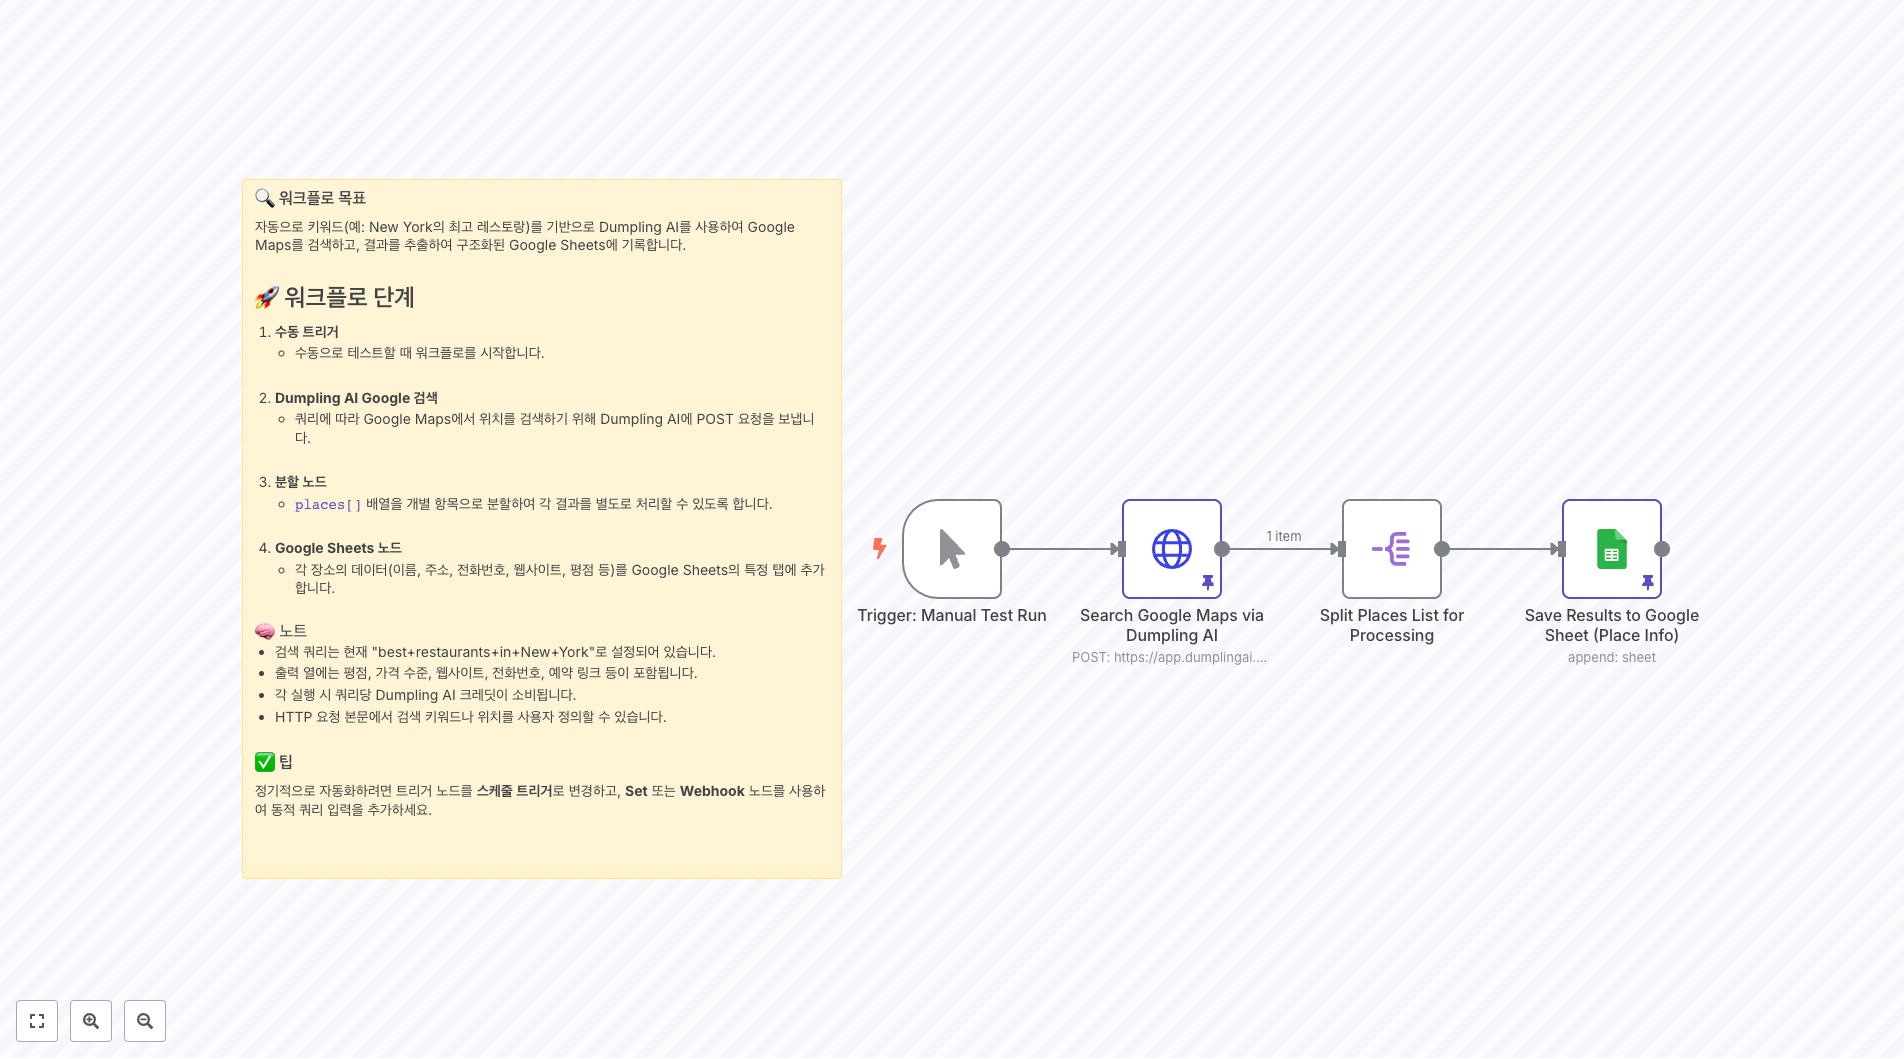 🔍 워크플로 목표
자동으로 키워드(예: New York의 최고 레스토랑)를 기반으로 Dumpling AI를 사용하여 Google
Maps를 검색하고, 결과를 추출하여 구조화된 Google Sheets에 기록합니다.
🚀 워크플로 단계
1. 수동 트리거
수동으로 테스트할 때 워크플로를 시작합니다.
2. Dumpling AI Google 검색
쿼리에 따라 Google Maps에서 위치를 검색하기 위해 Dumpling AI에 POST 요청을 보냅니
다.
3. 분할 노드
places[] 배열을 개별 항목으로 분할하여 각 결과를 별도로 처리할 수 있도록 합니다.
4. Google Sheets 노드
각 장소의 데이터(이름, 주소, 전화번호, 웹사이트, 평점 등)를 Google Sheets의 특정 탭에 추가
합니다.
🧠 노트
검색 쿼리는 현재 "best+restaurants+in+New+York"로 설정되어 있습니다.
출력 열에는 평점, 가격 수준, 웹사이트, 전화번호, 예약 링크 등이 포함됩니다.
각 실행 시 쿼리당 Dumpling AI 크레딧이 소비됩니다.
HTTP 요청 본문에서 검색 키워드나 위치를 사용자 정의할 수 있습니다.
✅ 팁
정기적으로 자동화하려면 트리거 노드를 스케줄 트리거로 변경하고, Set 또는 Webhook 노드를 사용하
여 동적 쿼리 입력을 추가하세요.
Trigger: Manual Test Run
Search Google Maps via
Dumpling AI
POST: https://app.dumplingai....
1 item
Split Places List for
Processing
Save Results to Google
Sheet (Place Info)
append: sheet